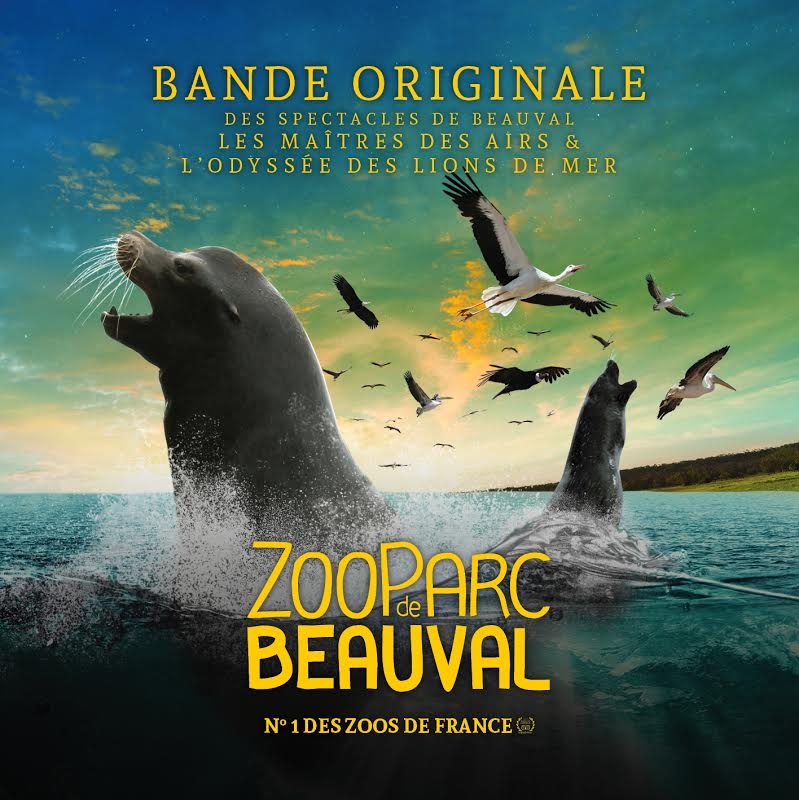 BANDE ORIGINALE
DES SPECTACLES DE BEAUVAL
LES MAÎTRES DES AIRS &
L'ODYSSÉE DES LIONS DE MER
ZOOPARC
de
BEAUVAL
Nº 1 DES ZOOS DE FRANCE